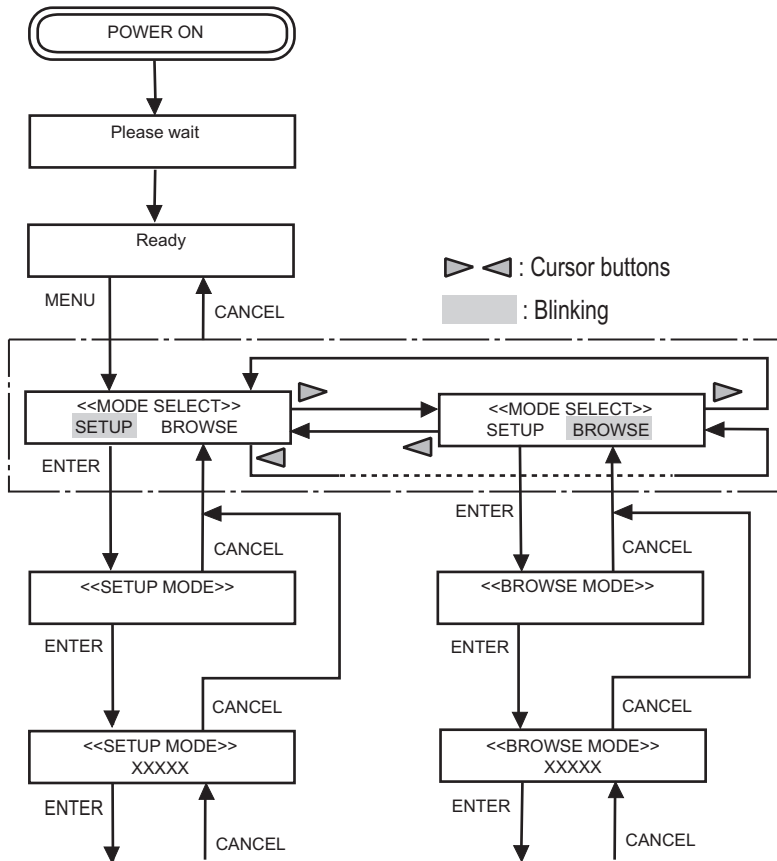 POWER ON
Please wait
Ready
: Cursor buttons
MENU
CANCEL
: Blinking
<<MODE SELECT>>
SETUP BROWSE
<<MODE SELECT>>
SETUP BROWSE
ENTER
ENTER
CANCEL
CANCEL
<<SETUP MODE>>
<<BROWSE MODE>>
ENTER
ENTER
CANCEL
CANCEL
<<SETUP MODE>>
XXXXX
<<BROWSE MODE>>
XXXXX
ENTER
ENTER
CANCEL
CANCEL